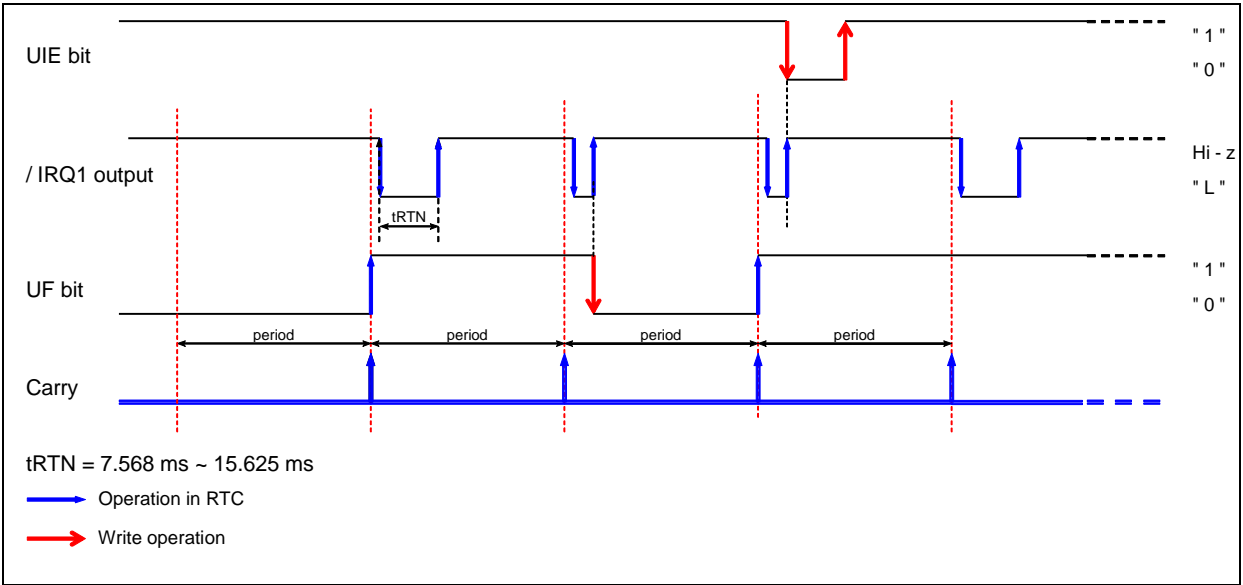 UIE bit
" 1 "
" 0 "
/ IRQ1 output
Hi - z
" L "
tRTN
UF bit
" 1 "
" 0 "
period
period
period
period
Carry
tRTN = 7.568 ms ~ 15.625 ms
Operation in RTC
Write operation